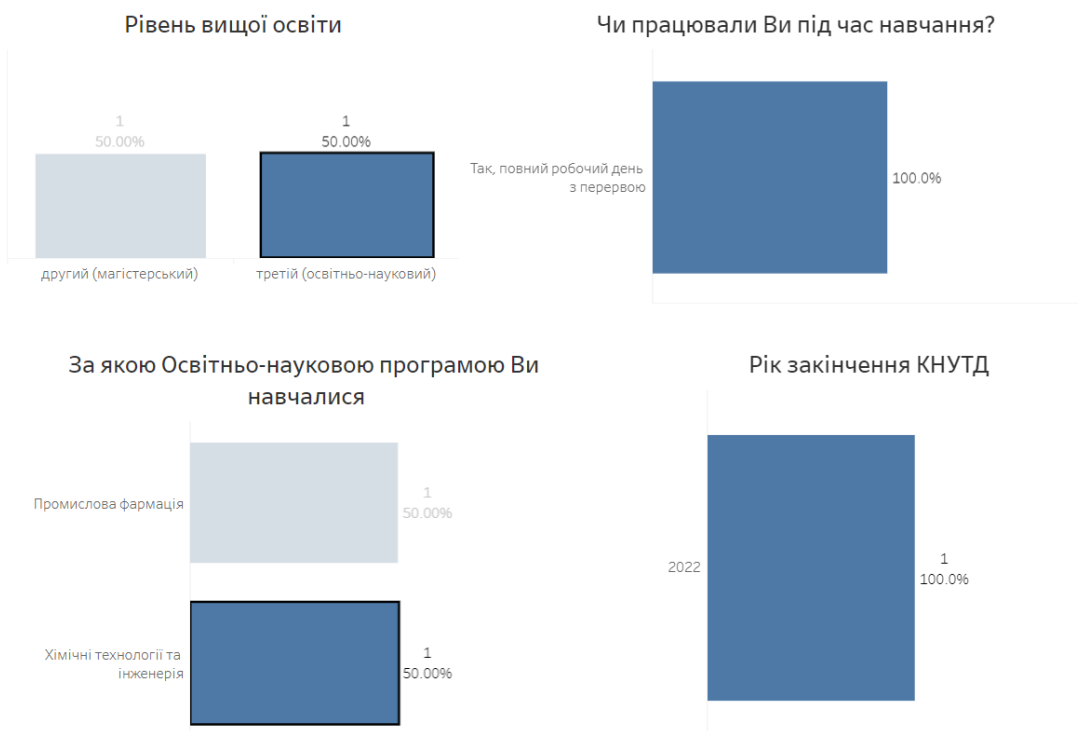 Рівень вищої освіти
1
50.00%
1
50.00%
другий (магістерський)
третій (освітньо-науковий)
Чи працювали Ви під час навчання?
Так, повний робочий день
з перервою
100.0%
За якою Освітньо-науковою програмою Ви
навчалися
Промислова фармація
1
50.00%
Хімічні технології та
інженерія
1
50.00%
Рік закінчення КНУТД
2022
1
100.0%